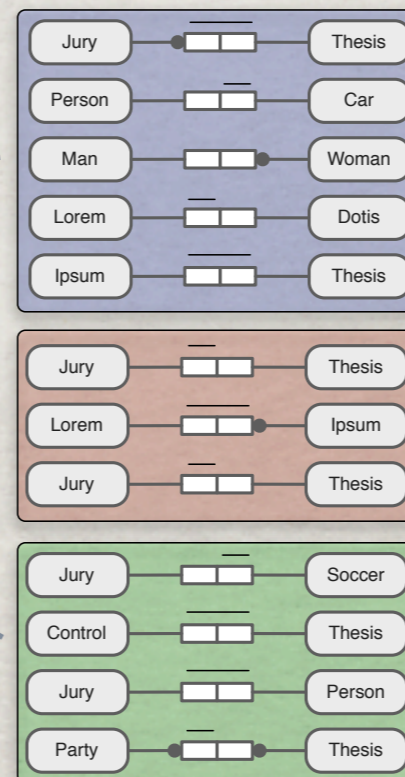 Jury Thesis
Person Car
Man Woman
Lorem Dotis
Ipsum Thesis
Jury Thesis
Lorem Ipsum
Jury Thesis
Jury Soccer
Control Thesis
Jury Person
Party Thesis